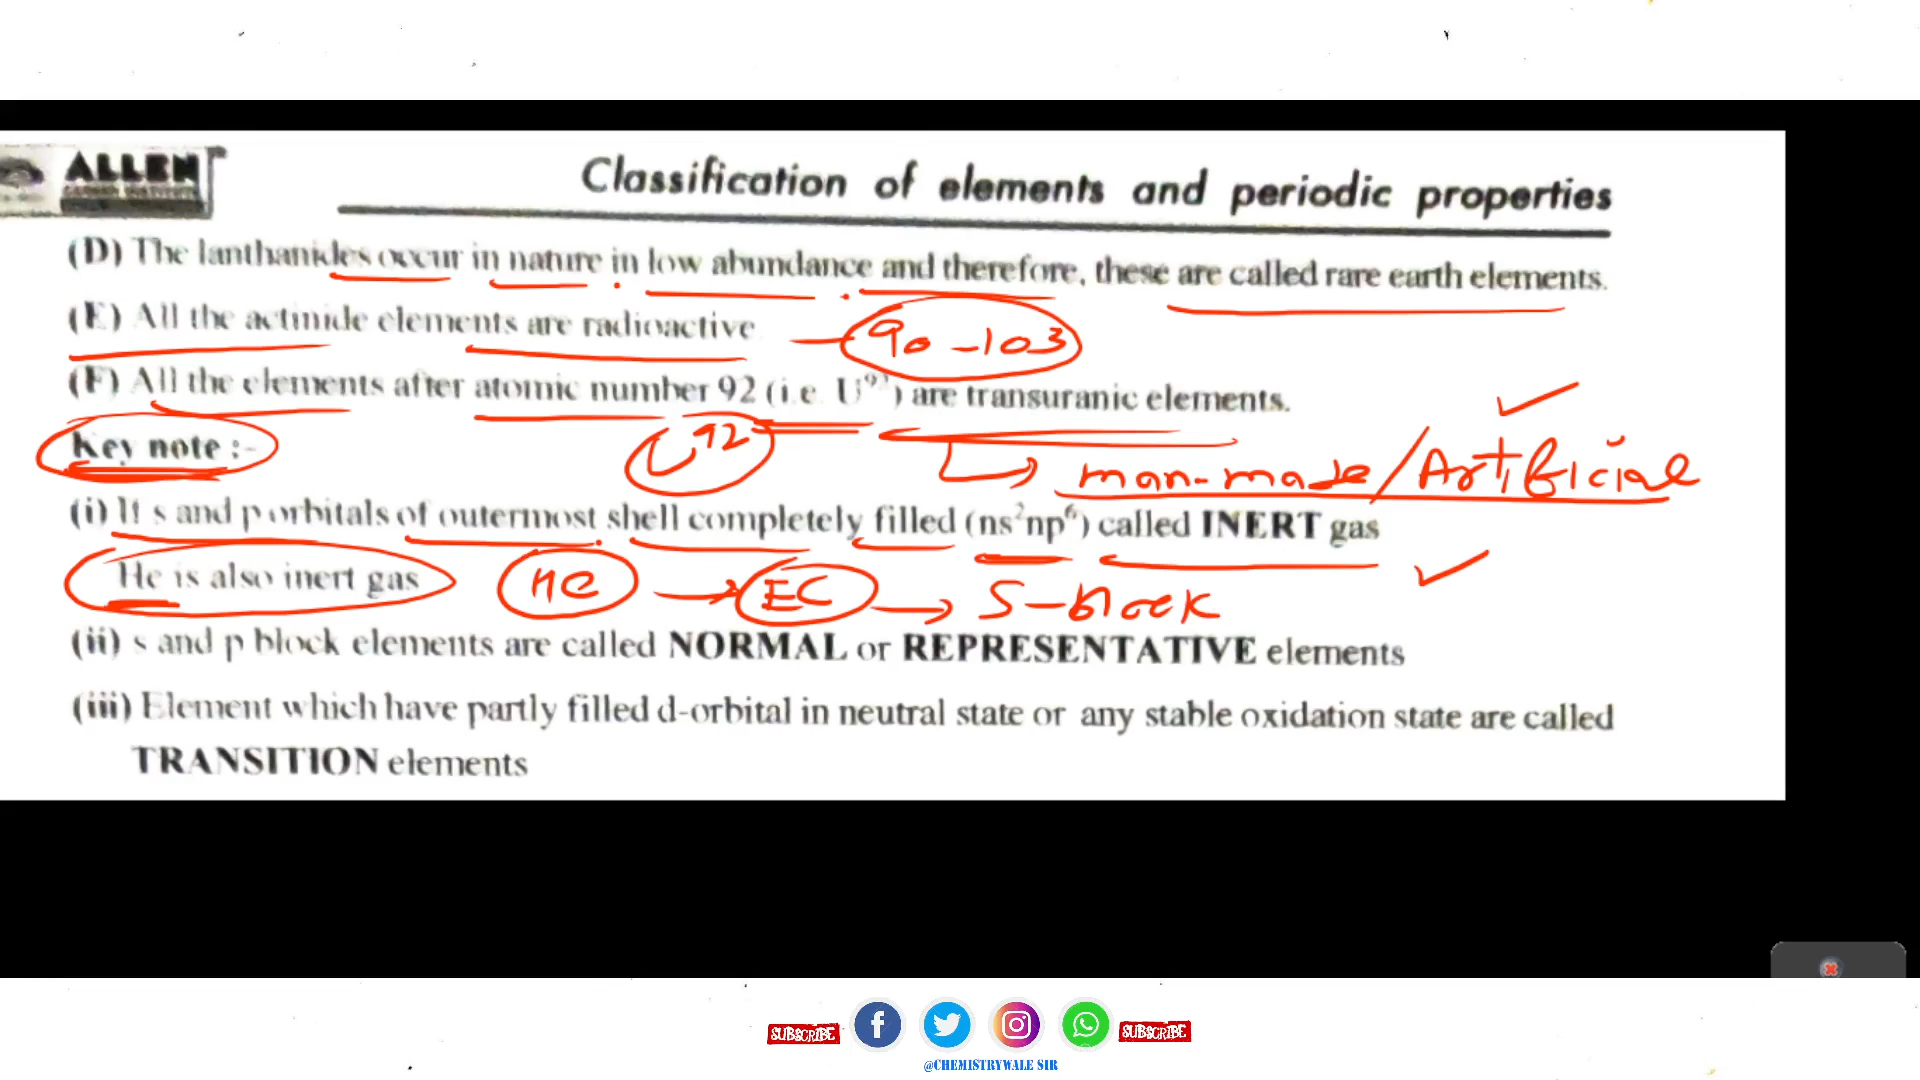 ALLEN
Classification of elements and periodic properties
(D) The lanthanides occur in nature in low abundance and therefore, these are called rare earth elements.
(E) All the actinide elements are radioactive
90-103
(F) All the elements after atomic number 92 (i.e. U⁹²) are transuranic elements.
Key note :-
U⁹²
man-made/Artificial
(i) If s and p orbitals of outermost shell completely filled (ns²np⁶) called INERT gas
He is also inert gas
He → EC → S-block
(ii) s and p block elements are called NORMAL or REPRESENTATIVE elements
(iii) Element which have partly filled d-orbital in neutral state or any stable oxidation state are called
TRANSITION elements
SUBSCRIBE
SUBSCRIBE
@CHEMISTRYWALE SIR